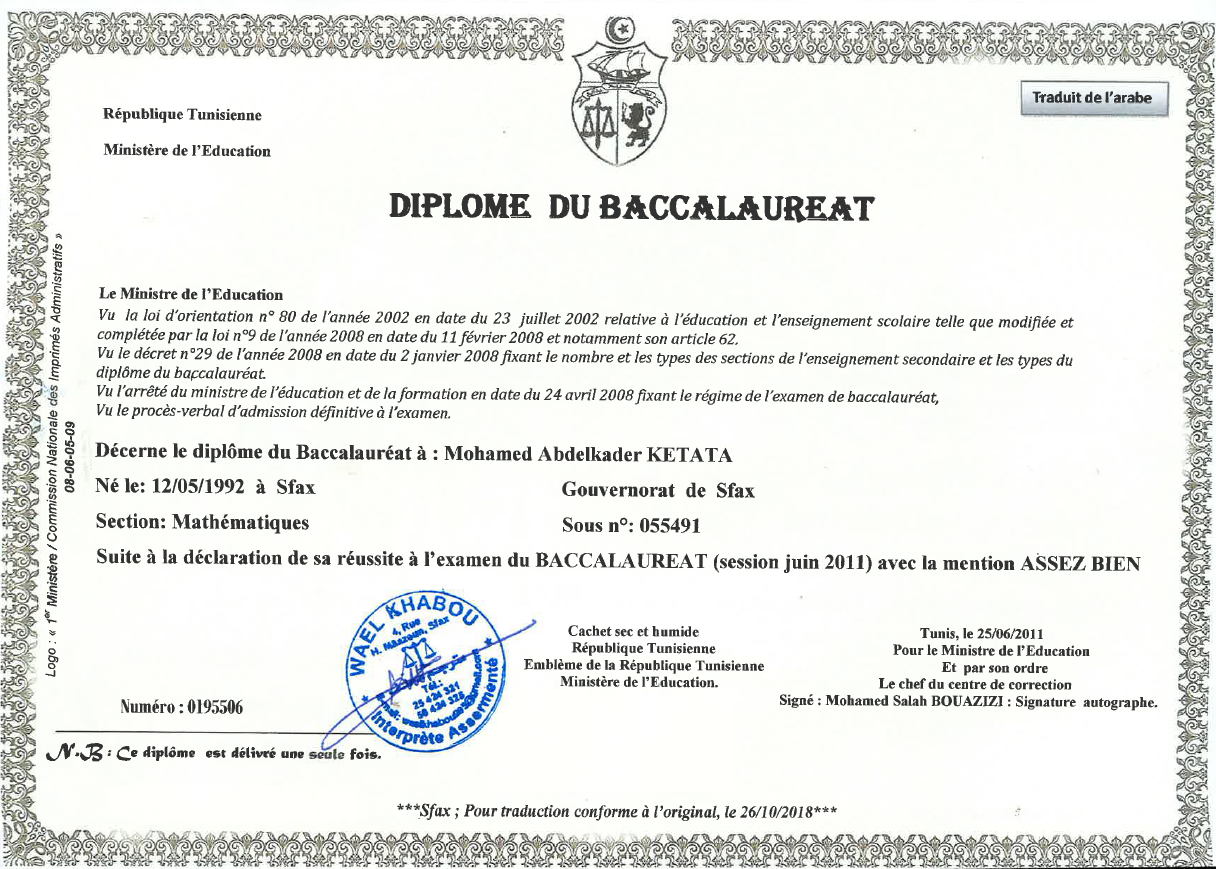 Traduit de l'arabe
République Tunisienne
Ministère de l'Education
DIPLOME DU BACCALAUREAT
Le Ministre de l'Education
Vu la loi d'orientation n° 80 de l'année 2002 en date du 23 juillet 2002 relative à l'éducation et l'enseignement scolaire telle que modifiée et
complétée par la loi n°9 de l'année 2008 en date du 11 février 2008 et notamment son article 62.
Vu le décret n°29 de l'année 2008 en date du 2 janvier 2008 fixant le nombre et les types des sections de l'enseignement secondaire et les types du
diplôme du baccalauréat.
Vu l'arrêté du ministre de l'éducation et de la formation en date du 24 avril 2008 fixant le régime de l'examen de baccalauréat,
Vu le procès-verbal d'admission définitive à l'examen.
Décerne le diplôme du Baccalauréat à : Mohamed Abdelkader KETATA
Né le: 12/05/1992 à Sfax
Gouvernorat de Sfax
Section: Mathématiques
Sous n°: 055491
Suite à la déclaration de sa réussite à l'examen du BACCALAUREAT (session juin 2011) avec la mention ASSEZ BIEN
Logo : « 1er Ministère / Commission Nationale des Imprimés Administratifs »
08-06-05-09
WAEL KHABOU
4, Rue
H. Maazoun, Sfax
Tél.:
25 424 321
50 424 328
Interprète Assermenté
Cachet sec et humide
République Tunisienne
Emblème de la République Tunisienne
Ministère de l'Education.
Tunis, le 25/06/2011
Pour le Ministre de l'Education
Et par son ordre
Le chef du centre de correction
Signé : Mohamed Salah BOUAZIZI : Signature autographe.
Numéro : 0195506
N.B : Ce diplôme est délivré une seule fois.
***Sfax ; Pour traduction conforme à l'original, le 26/10/2018***